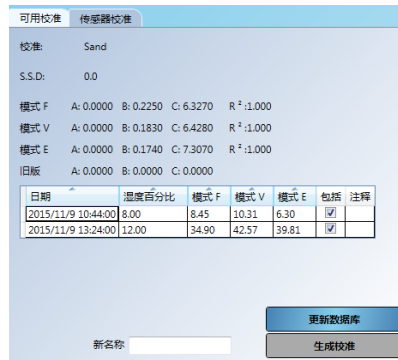 可用校准 传感器校准
校准: Sand
S.S.D: 0.0
模式 F A: 0.0000 B: 0.2250 C: 6.3270 R ² :1.000
模式 V A: 0.0000 B: 0.1830 C: 6.4280 R ² :1.000
模式 E A: 0.0000 B: 0.1740 C: 7.3070 R ² :1.000
旧版 A: 0.0000 B: 0.0000 C: 0.0000
日期 湿度百分比 模式 F 模式 V 模式 E 包括 注释
2015/11/9 10:44:00 8.00 8.45 10.31 6.30
2015/11/9 13:24:00 12.00 34.90 42.57 39.81
更新数据库
新名称 生成校准